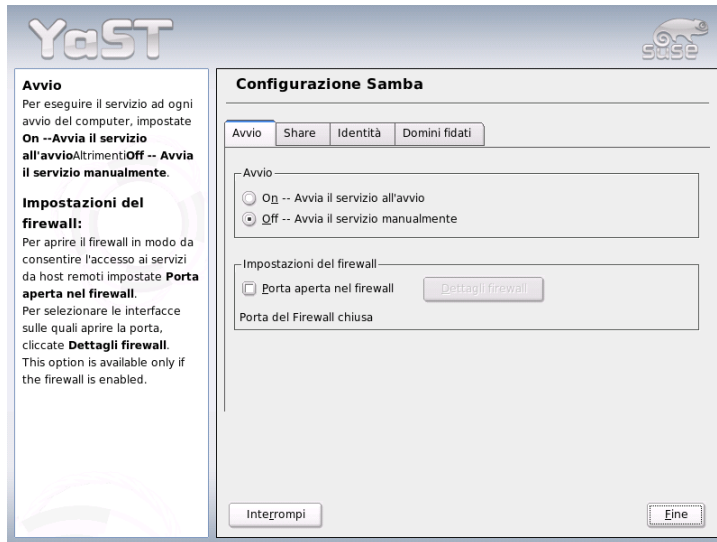 YaST
SUSE
Avvio
Per eseguire il servizio ad ogni
avvio del computer, impostate
On --Avvia il servizio
all'avvioAltrimentiOff -- Avvia
il servizio manualmente.
Impostazioni del
firewall:
Per aprire il firewall in modo da
consentire l'accesso ai servizi
da host remoti impostate Porta
aperta nel firewall.
Per selezionare le interfacce
sulle quali aprire la porta,
cliccate Dettagli firewall.
This option is available only if
the firewall is enabled.
Configurazione Samba
Avvio Share Identità Domini fidati
Avvio
On -- Avvia il servizio all'avvio
Off -- Avvia il servizio manualmente
Impostazioni del firewall
Porta aperta nel firewall Dettagli firewall
Porta del Firewall chiusa
Interrompi Fine